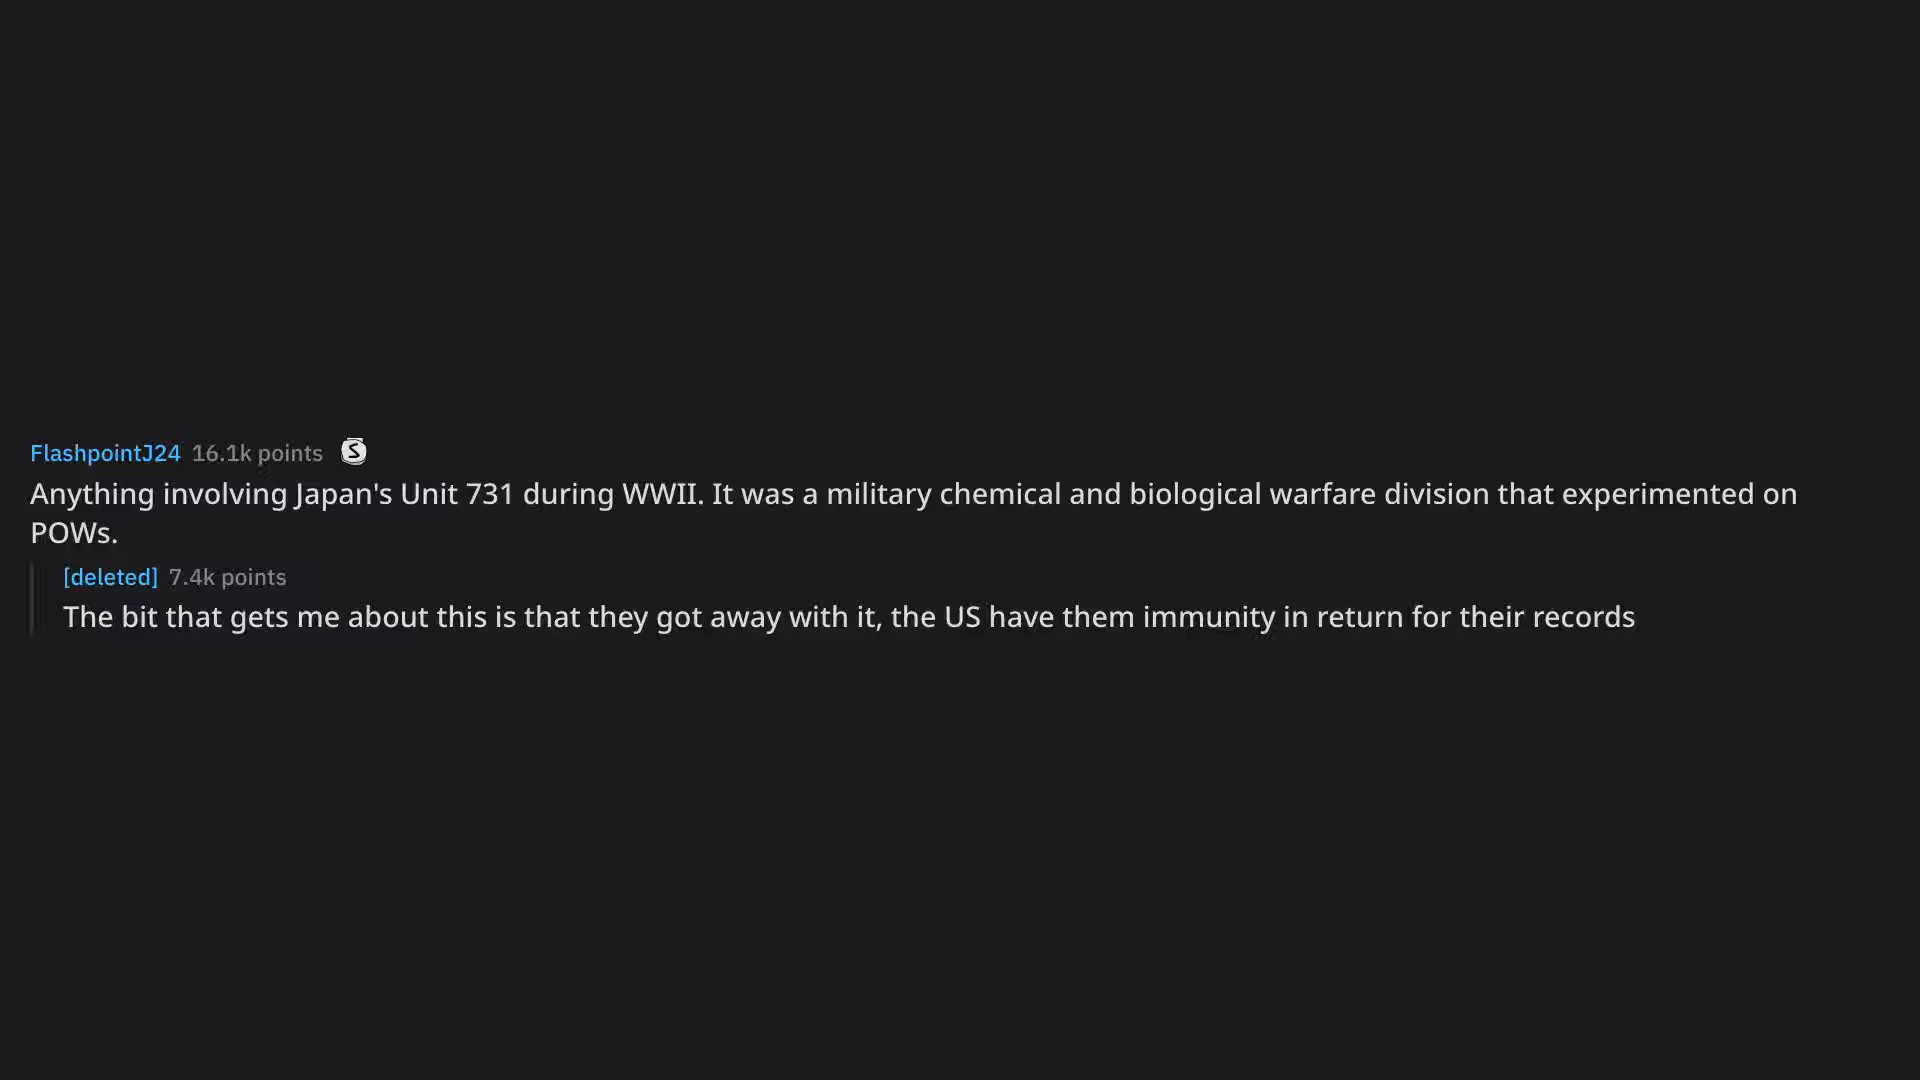 FlashpointJ24 16.1k points S
Anything involving Japan's Unit 731 during WWII. It was a military chemical and biological warfare division that experimented on
POWs.
[deleted] 7.4k points
The bit that gets me about this is that they got away with it, the US have them immunity in return for their records